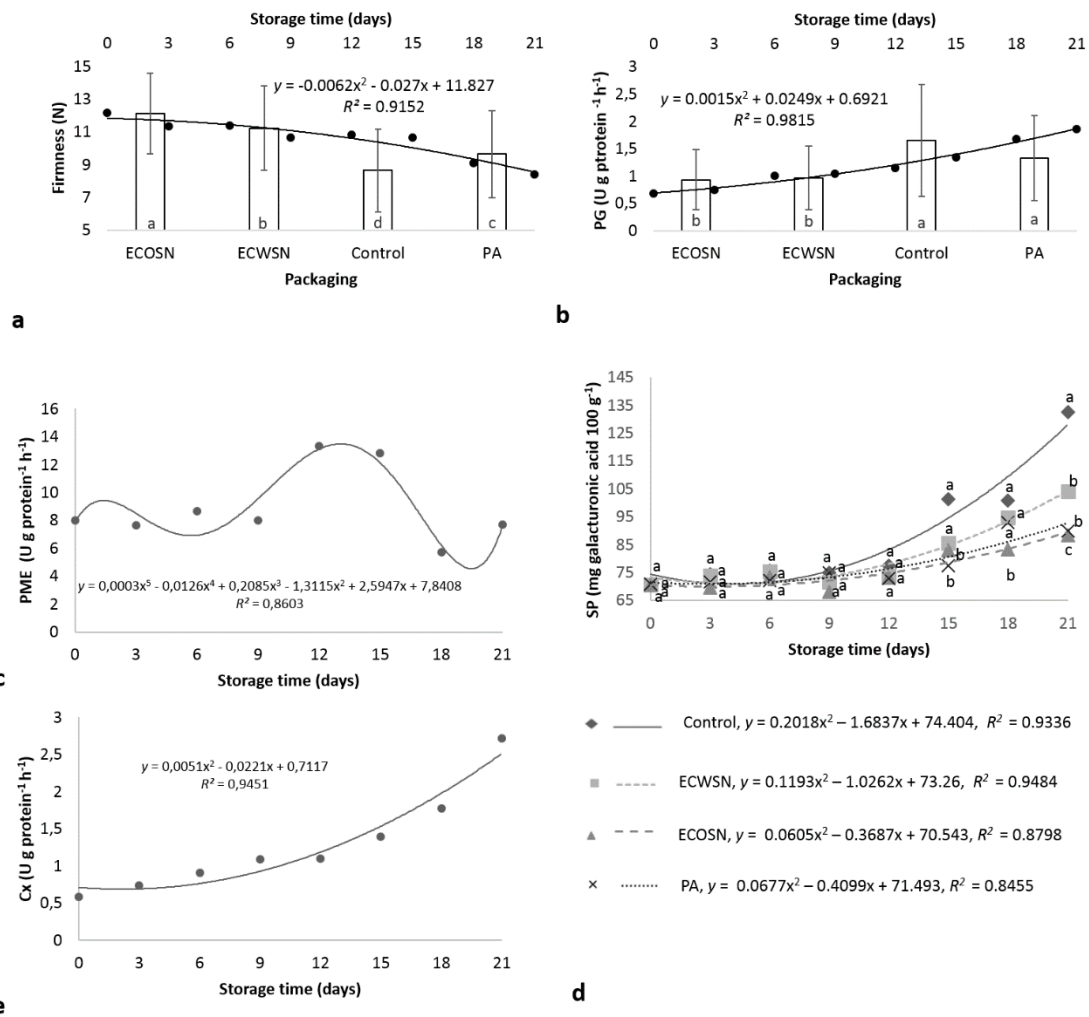 Storage time (days)
0 3 6 9 12 15 18 21
15
13
11
9
7
5
Firmness (N)
y = -0.0062x² - 0.027x + 11.827
R² = 0.9152
a b d c
ECOSN ECWSN Control PA
Packaging
a
Storage time (days)
0 3 6 9 12 15 18 21
3
2,5
2
1,5
1
0,5
0
PG (U g ptrotein ⁻¹ h⁻¹)
y = 0.0015x² + 0.0249x + 0.6921
R² = 0.9815
b b a a
ECOSN ECWSN Control PA
Packaging
b
16
14
12
10
8
6
4
2
0
PME (U g protein⁻¹ h⁻¹)
y = 0,0003x⁵ - 0,0126x⁴ + 0,2085x³ - 1,3115x² + 2,5947x + 7,8408
R² = 0,8603
0 3 6 9 12 15 18 21
Storage time (days)
c
145
135
125
115
105
95
85
75
65
SP (mg galacturonic acid 100 g⁻¹)
a a a a a a a a
a a a a a a a b
a a a a a b a b
a a a a a b b c
0 3 6 9 12 15 18 21
Storage time (days)
Control, y = 0.2018x² – 1.6837x + 74.404, R² = 0.9336
ECWSN, y = 0.1193x² – 1.0262x + 73.26, R² = 0.9484
ECOSN, y = 0.0605x² – 0.3687x + 70.543, R² = 0.8798
PA, y = 0.0677x² – 0.4099x + 71.493, R² = 0.8455
d
3
2,5
2
1,5
1
0,5
0
Cx (U g protein⁻¹ h⁻¹)
y = 0,0051x² - 0,0221x + 0,7117
R² = 0,9451
0 3 6 9 12 15 18 21
Storage time (days)
e